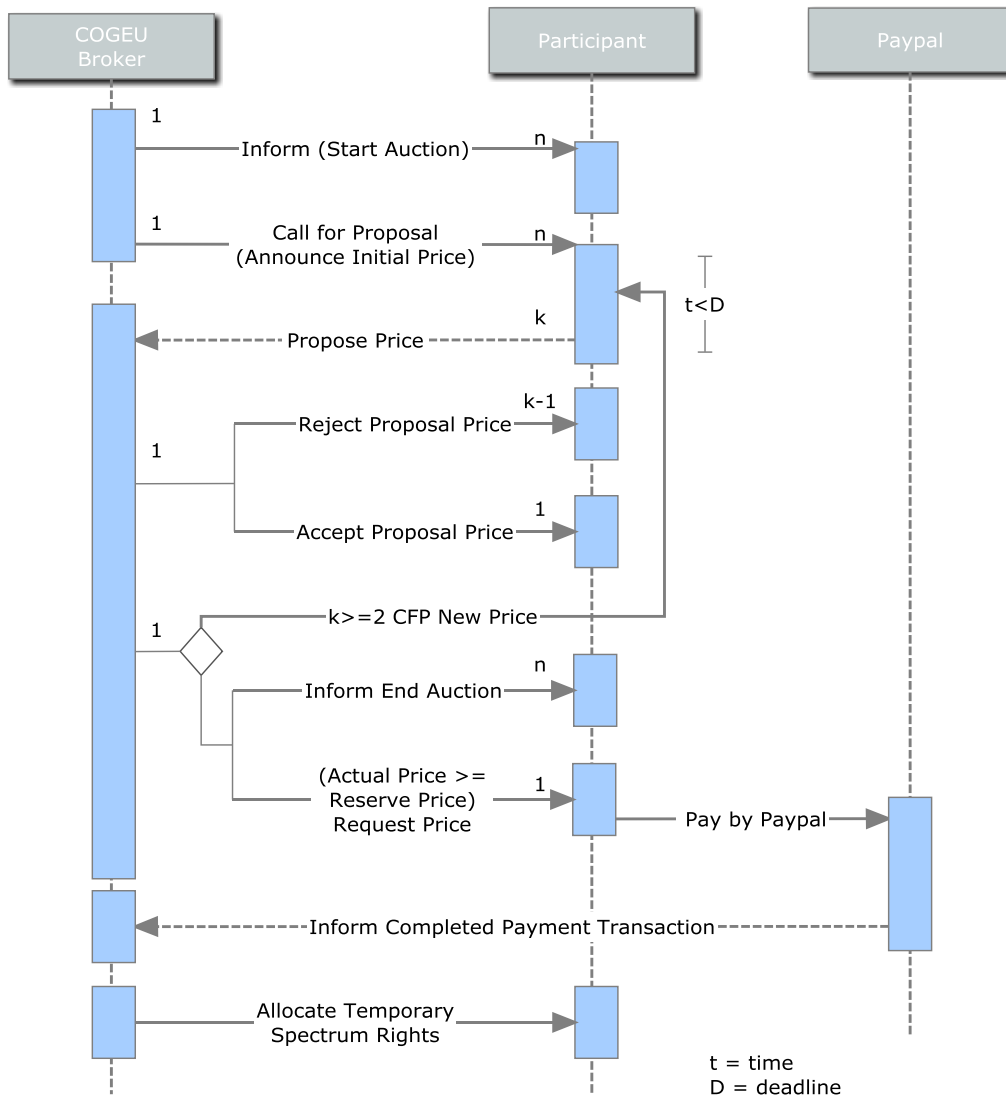 COGEU
Broker
Participant
Paypal
1
Inform (Start Auction)
n
1
Call for Proposal
(Announce Initial Price)
n
t<D
k
Propose Price
k-1
Reject Proposal Price
1
1
Accept Proposal Price
k>=2 CFP New Price
1
n
Inform End Auction
(Actual Price >=
Reserve Price)
Request Price
1
Pay by Paypal
Inform Completed Payment Transaction
Allocate Temporary
Spectrum Rights
t = time
D = deadline